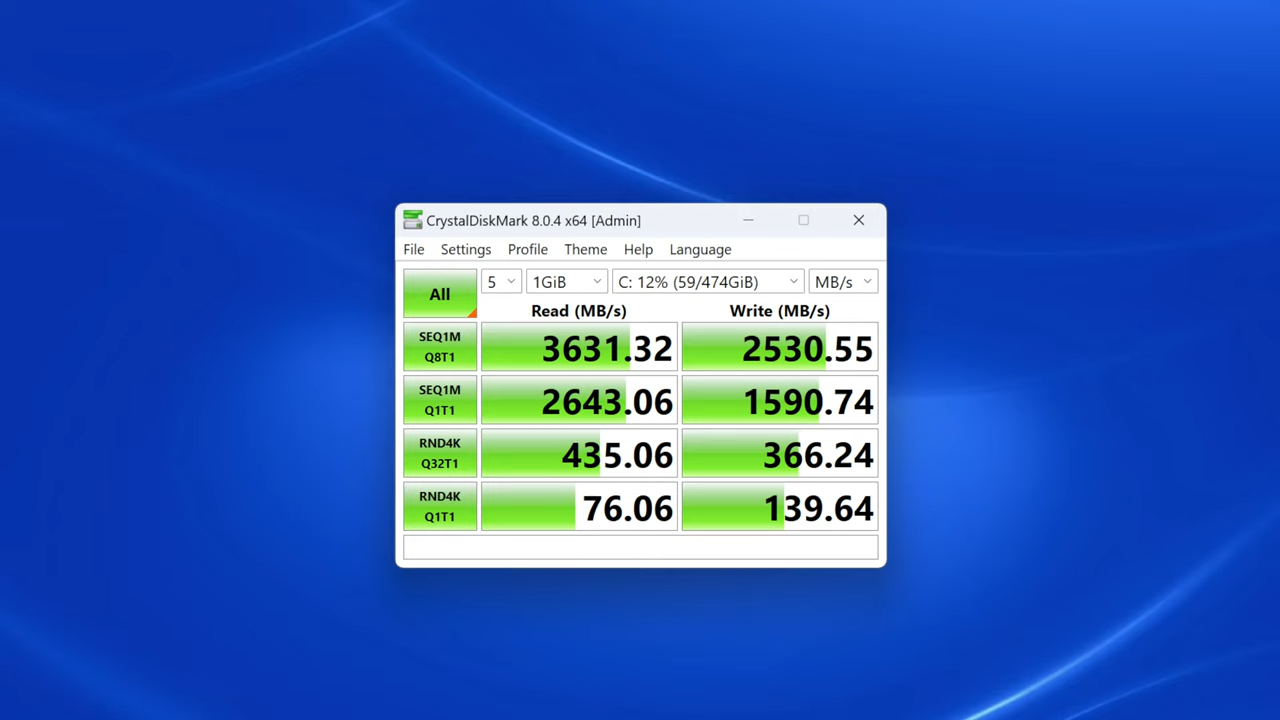 CrystalDiskMark 8.0.4 x64 [Admin]
File Settings Profile Theme Help Language
All 5 1GiB C: 12% (59/474GiB) MB/s
Read (MB/s) Write (MB/s)
SEQ1M
Q8T1
3631.32 2530.55
SEQ1M
Q1T1
2643.06 1590.74
RND4K
Q32T1
435.06 366.24
RND4K
Q1T1
76.06 139.64